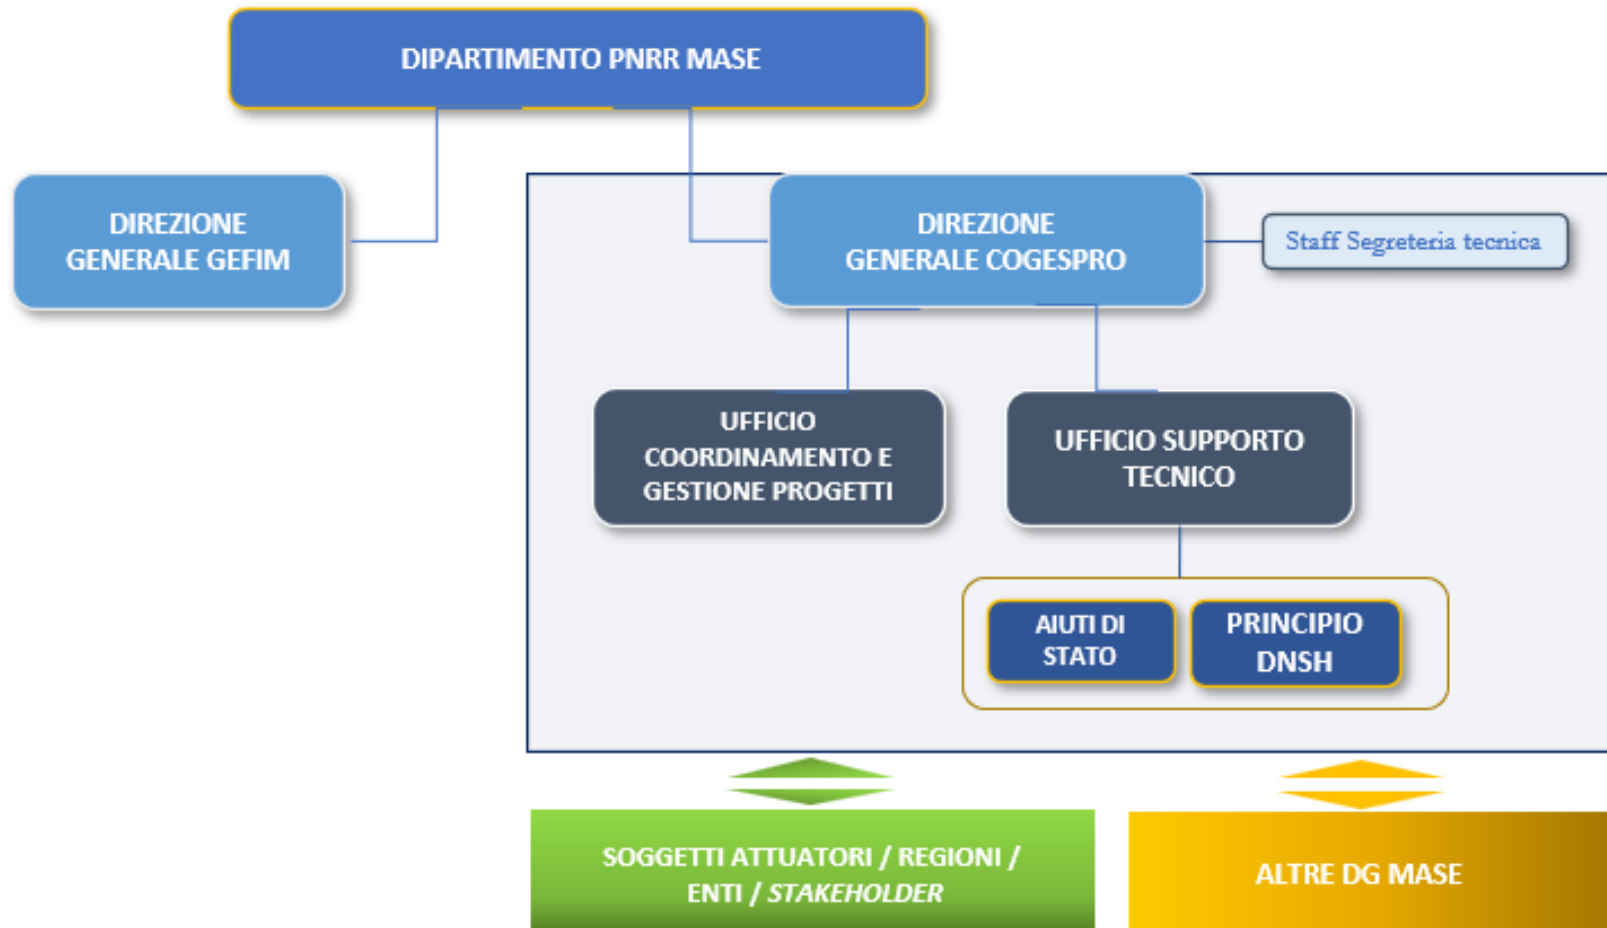 DIPARTIMENTO PNRR MASE
DIREZIONE
GENERALE GEFIM
DIREZIONE
GENERALE COGESPRO
Staff Segreteria tecnica
UFFICIO
COORDINAMENTO E
GESTIONE PROGETTI
UFFICIO SUPPORTO
TECNICO
AIUTI DI
STATO
PRINCIPIO
DNSH
SOGGETTI ATTUATORI / REGIONI /
ENTI / STAKEHOLDER
ALTRE DG MASE